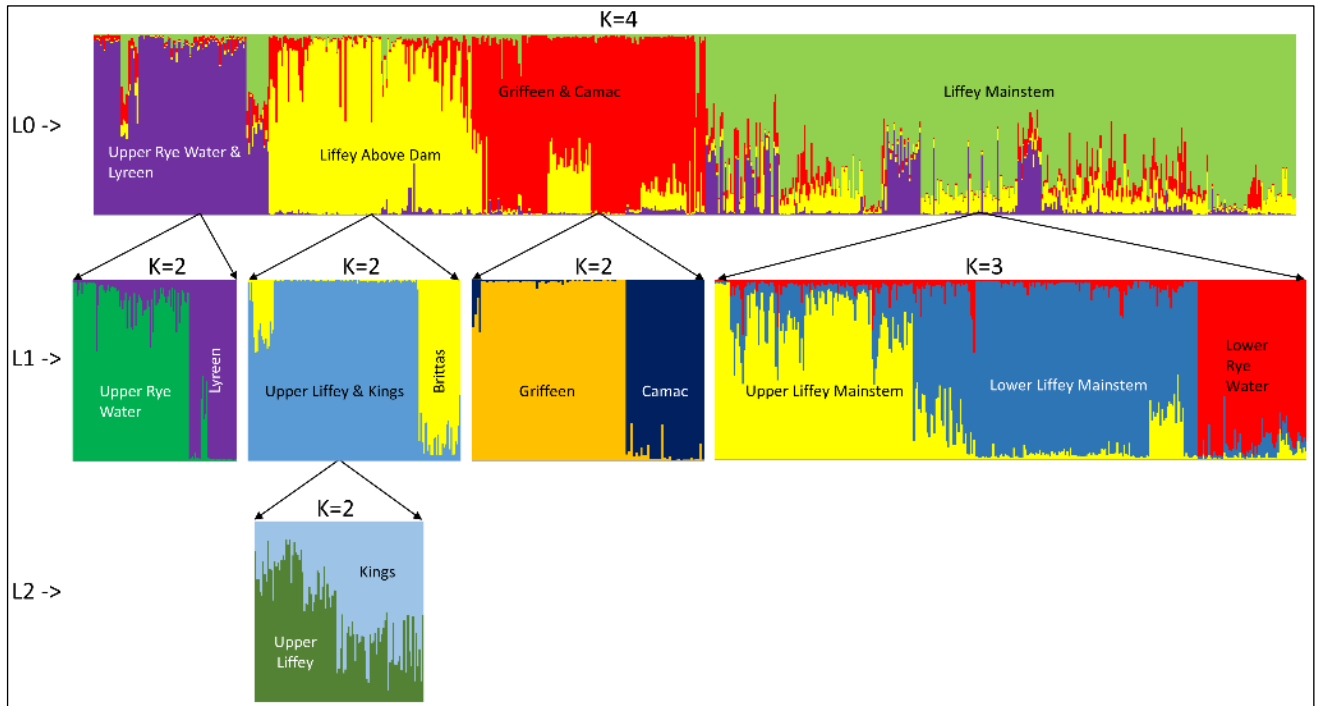 K=4
L0 ->
Upper Rye Water &
Lyreen
Liffey Above Dam
Griffeen & Camac
Liffey Mainstem
K=2
K=2
K=2
K=3
L1 ->
Upper Rye
Water
Lyreen
Upper Liffey & Kings
Brittas
Griffeen
Camac
Upper Liffey Mainstem
Lower Liffey Mainstem
Lower
Rye
Water
K=2
L2 ->
Kings
Upper
Liffey